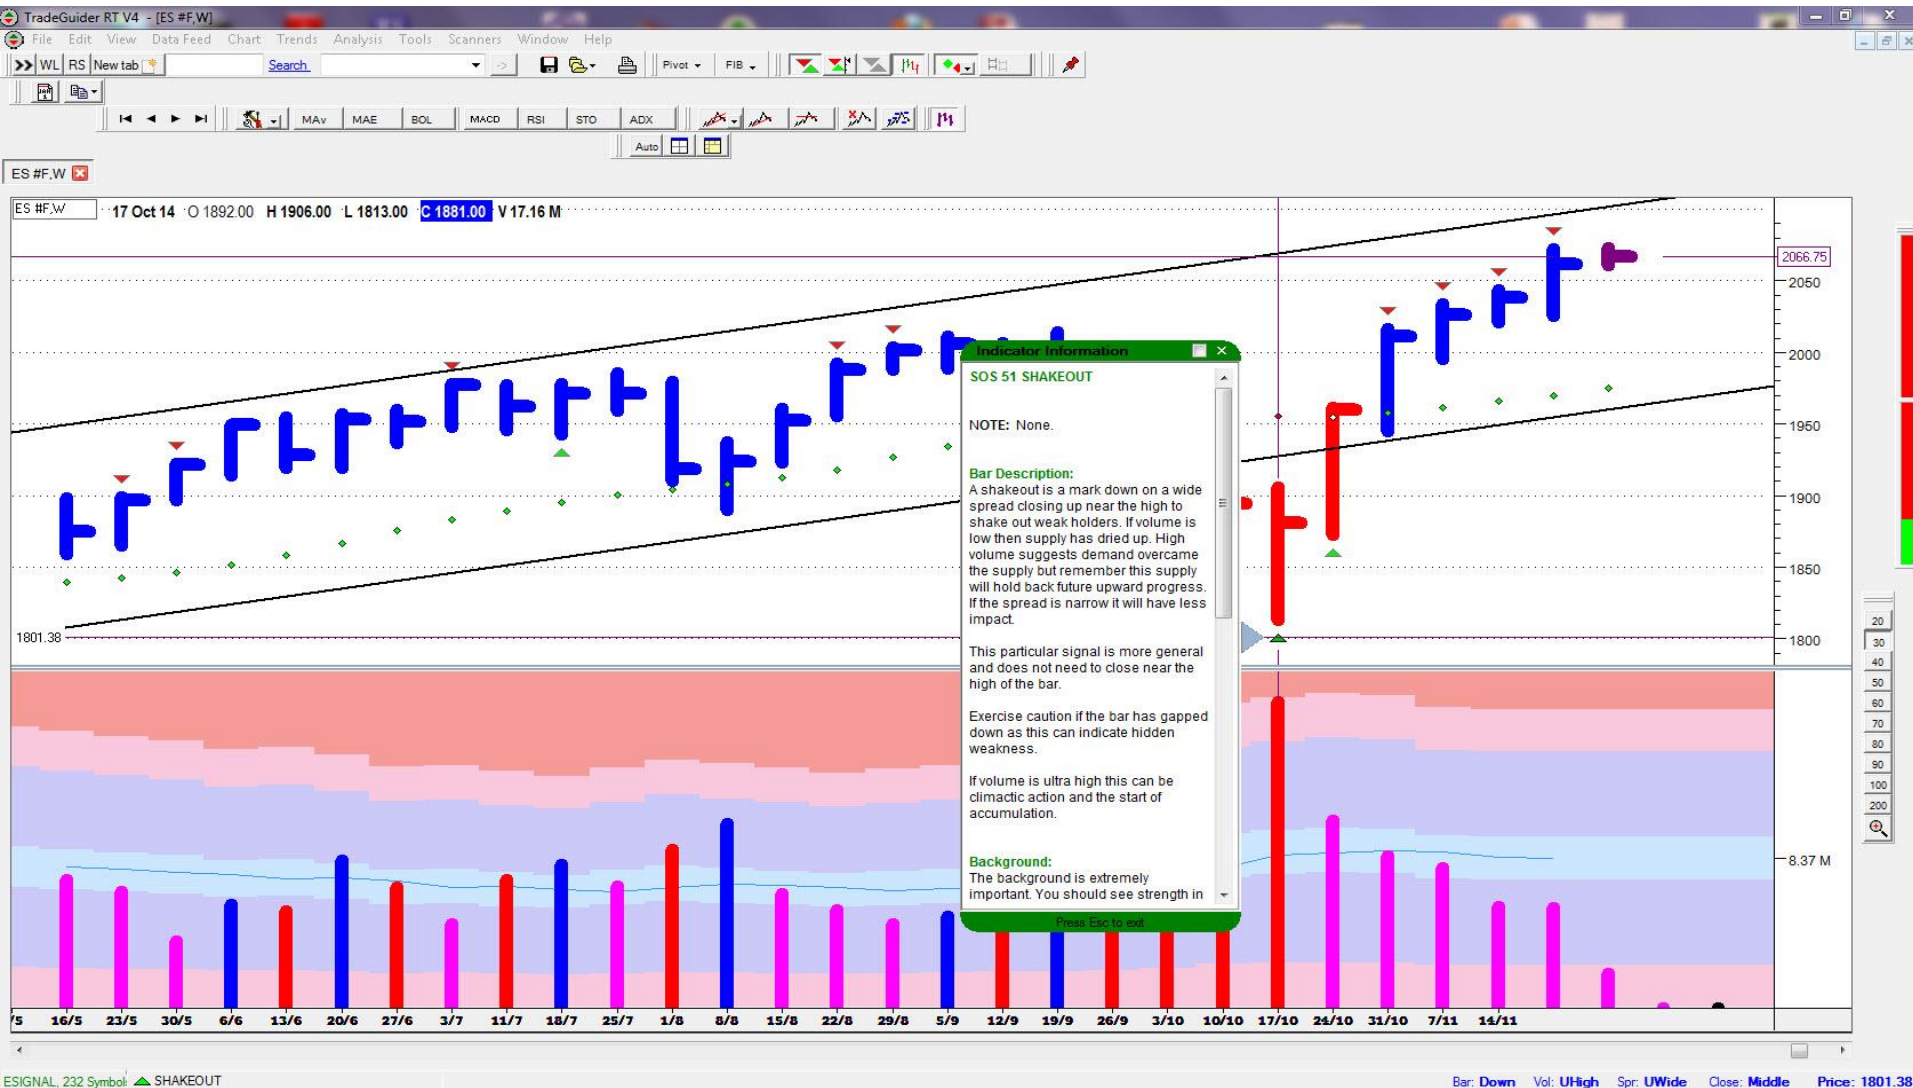 TradeGuider RT V4 - [ES #F,W]
File Edit View Data Feed Chart Trends Analysis Tools Scanners Window Help
>> WL RS New tab Search -> Pivot FIB
MAv MAE BOL MACD RSI STO ADX
Auto
ES #F,W
ES #F,W 17 Oct 14 O 1892.00 H 1906.00 L 1813.00 C 1881.00 V 17.16 M
2066.75
2050
2000
1950
1900
1850
1800
1801.38
Indicator Information
SOS 51 SHAKEOUT
NOTE: None.
Bar Description:
A shakeout is a mark down on a wide
spread closing up near the high to
shake out weak holders. If volume is
low then supply has dried up. High
volume suggests demand overcame
the supply but remember this supply
will hold back future upward progress.
If the spread is narrow it will have less
impact.
This particular signal is more general
and does not need to close near the
high of the bar.
Exercise caution if the bar has gapped
down as this can indicate hidden
weakness.
If volume is ultra high this can be
climactic action and the start of
accumulation.
Background:
The background is extremely
important. You should see strength in
Press Esc to exit
20
30
40
50
60
70
80
90
100
200
8.37 M
/5 16/5 23/5 30/5 6/6 13/6 20/6 27/6 3/7 11/7 18/7 25/7 1/8 8/8 15/8 22/8 29/8 5/9 12/9 19/9 26/9 3/10 10/10 17/10 24/10 31/10 7/11 14/11
ESIGNAL, 232 Symbol SHAKEOUT
Bar: Down Vol: UHigh Spr: UWide Close: Middle Price: 1801.38